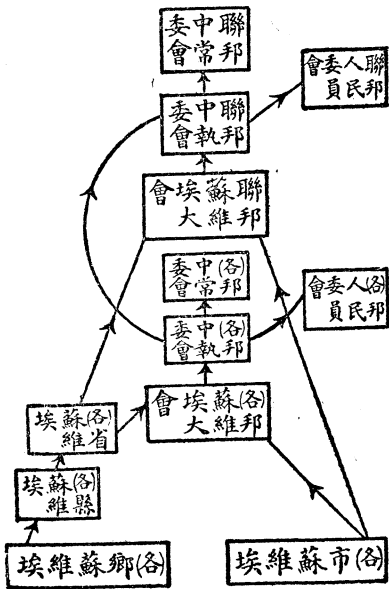 聯邦中常委會
聯邦人民委員會
聯邦中執委會
聯邦蘇維埃大會
(各)邦中常委會
(各)邦人民委員會
(各)邦中執委會
(各)邦蘇維埃大會
(各)省蘇維埃
(各)縣蘇維埃
(各)市蘇維埃
(各)鄉蘇維埃